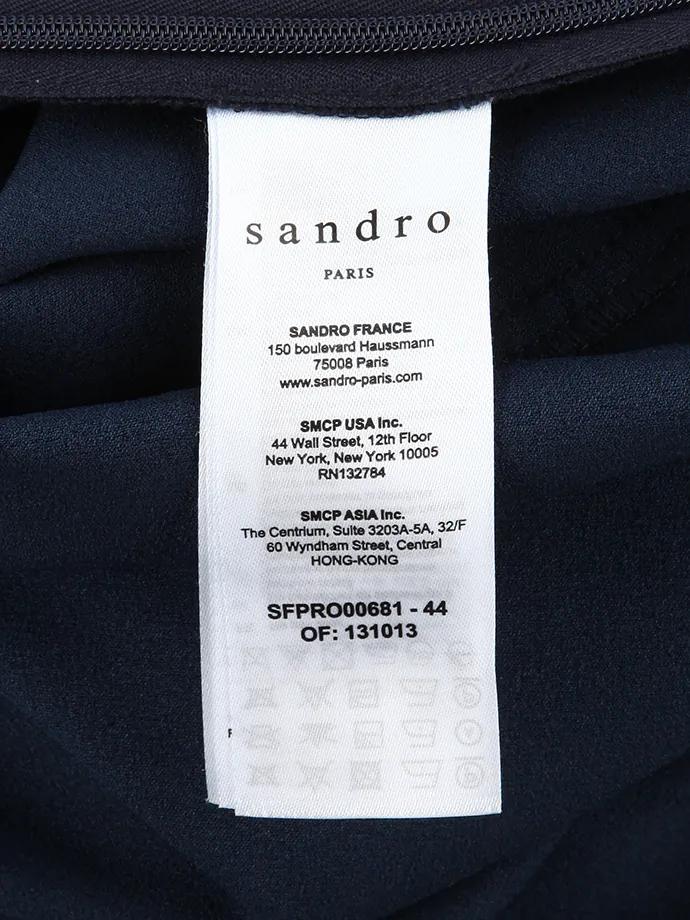 sandro
PARIS
SANDRO FRANCE
150 boulevard Haussmann
75008 Paris
www.sandro-paris.com
SMCP USA Inc.
44 Wall Street, 12th Floor
New York, New York 10005
RN132784
SMCP ASIA Inc.
The Centrium, Suite 3203A-5A, 32/F
60 Wyndham Street, Central
HONG-KONG
SFPRO00681 - 44
OF: 131013